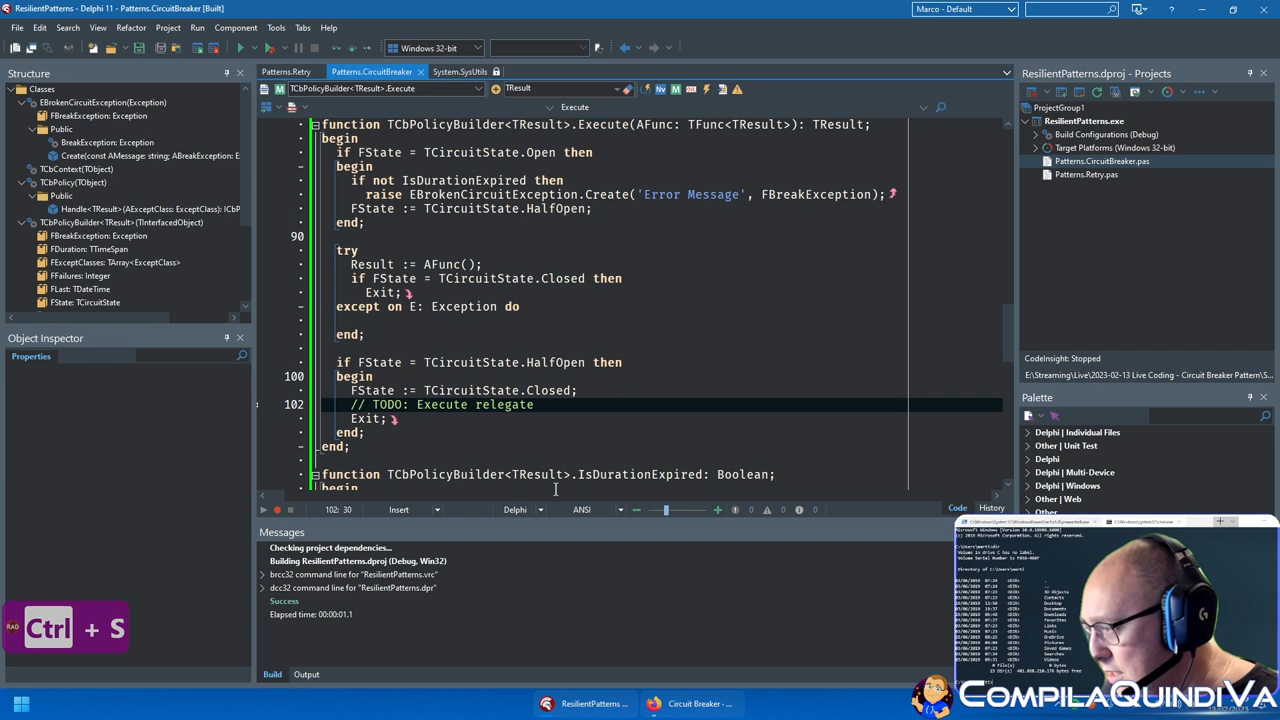 ResilientPatterns - Delphi 11 - Patterns.CircuitBreaker [Built]
Marco - Default
File Edit Search View Refactor Project Run Component Tools Tabs Help
Windows 32-bit
Structure
Classes
EBrokenCircuitException(Exception)
FBreakException: Exception
Public
BreakException: Exception
Create(const AMessage: string; ABreakException: E
TCbContext(TObject)
TCbPolicy(TObject)
Public
Handle<TResult>(AExceptClass: ExceptClass): ICbP
TCbPolicyBuilder<TResult>(TInterfacedObject)
FBreakException: Exception
FDuration: TTimeSpan
FExceptClasses: TArray<ExceptClass>
FFailures: Integer
FLast: TDateTime
FState: TCircuitState
Object Inspector
Properties
Patterns.Retry Patterns.CircuitBreaker System.SysUtils
TCbPolicyBuilder<TResult>.Execute TResult
Execute
function TCbPolicyBuilder<TResult>.Execute(AFunc: TFunc<TResult>): TResult;
begin
if FState = TCircuitState.Open then
begin
if not IsDurationExpired then
raise EBrokenCircuitException.Create('Error Message', FBreakException);
FState := TCircuitState.HalfOpen;
end;
90
try
Result := AFunc();
if FState = TCircuitState.Closed then
Exit;
except on E: Exception do
end;
if FState = TCircuitState.HalfOpen then
100 begin
FState := TCircuitState.Closed;
102 // TODO: Execute relegate
Exit;
end;
end;
function TCbPolicyBuilder<TResult>.IsDurationExpired: Boolean;
begin
102: 30 Insert Delphi ANSI 0 0 0 Code History
Messages
Checking project dependencies...
Building ResilientPatterns.dproj (Debug, Win32)
brcc32 command line for "ResilientPatterns.vrc"
dcc32 command line for "ResilientPatterns.dpr"
Success
Elapsed time: 00:00:01.1
RAD Ctrl + S
Build Output
ResilientPatterns.dproj - Projects
ProjectGroup1
ResilientPatterns.exe
Build Configurations (Debug)
Target Platforms (Windows 32-bit)
Patterns.CircuitBreaker.pas
Patterns.Retry.pas
CodeInsight: Stopped
E:\Streaming\Live\2023-02-13 Live Coding - Circuit Breaker Pattern\S
Palette
Delphi | Individual Files
Other | Unit Test
Delphi
Delphi | Multi-Device
Delphi | Windows
Other | Web
Other
ResilientPatterns ...
Circuit Breaker - ...
COMPILAQUINDIVA